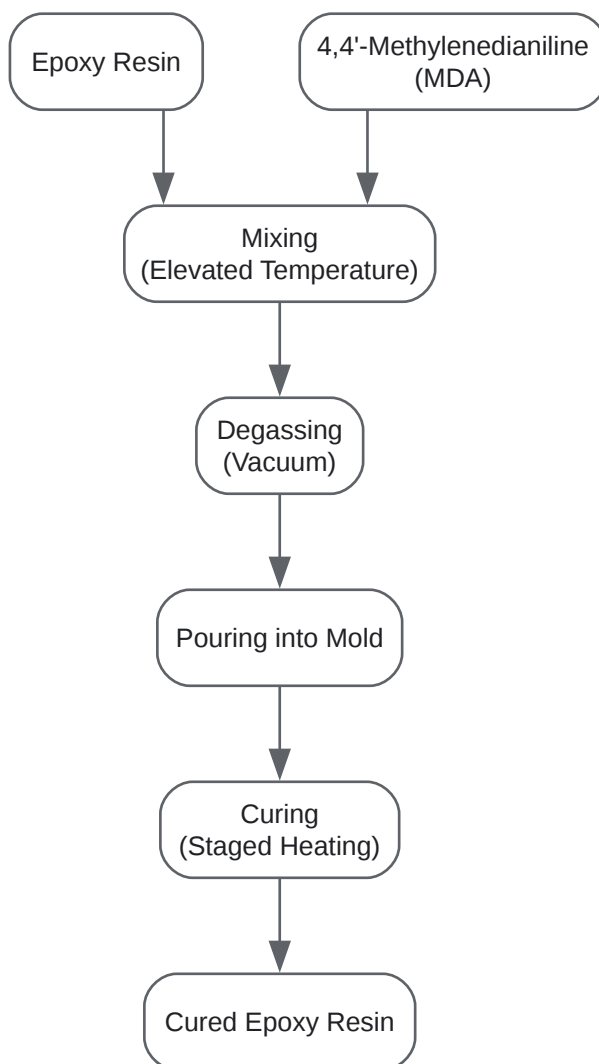 Epoxy Resin
4,4'-Methylenedianiline
(MDA)
Mixing
(Elevated Temperature)
Degassing
(Vacuum)
Pouring into Mold
Curing
(Staged Heating)
Cured Epoxy Resin